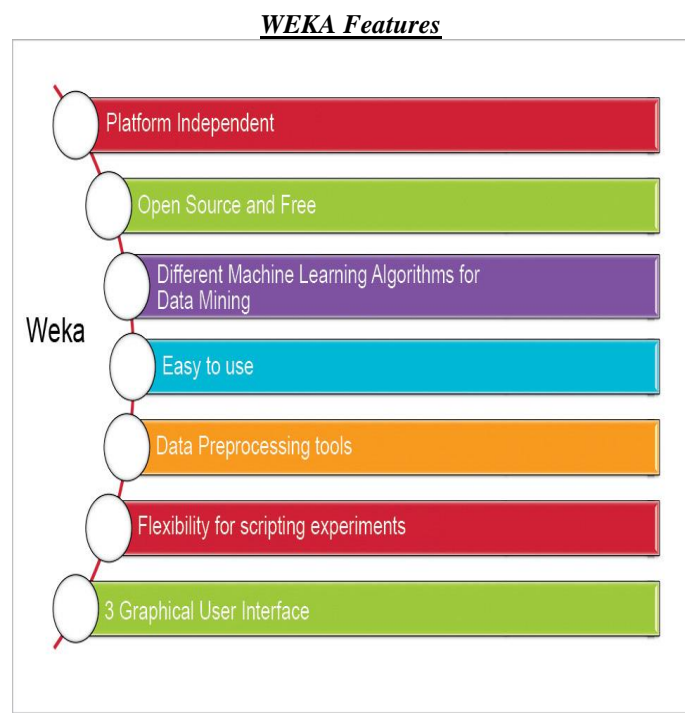 WEKA Features
Platform Independent
Open Source and Free
Different Machine Learning Algorithms for
Data Mining
Weka
Easy to use
Data Preprocessing tools
Flexibility for scripting experiments
3 Graphical User Interface